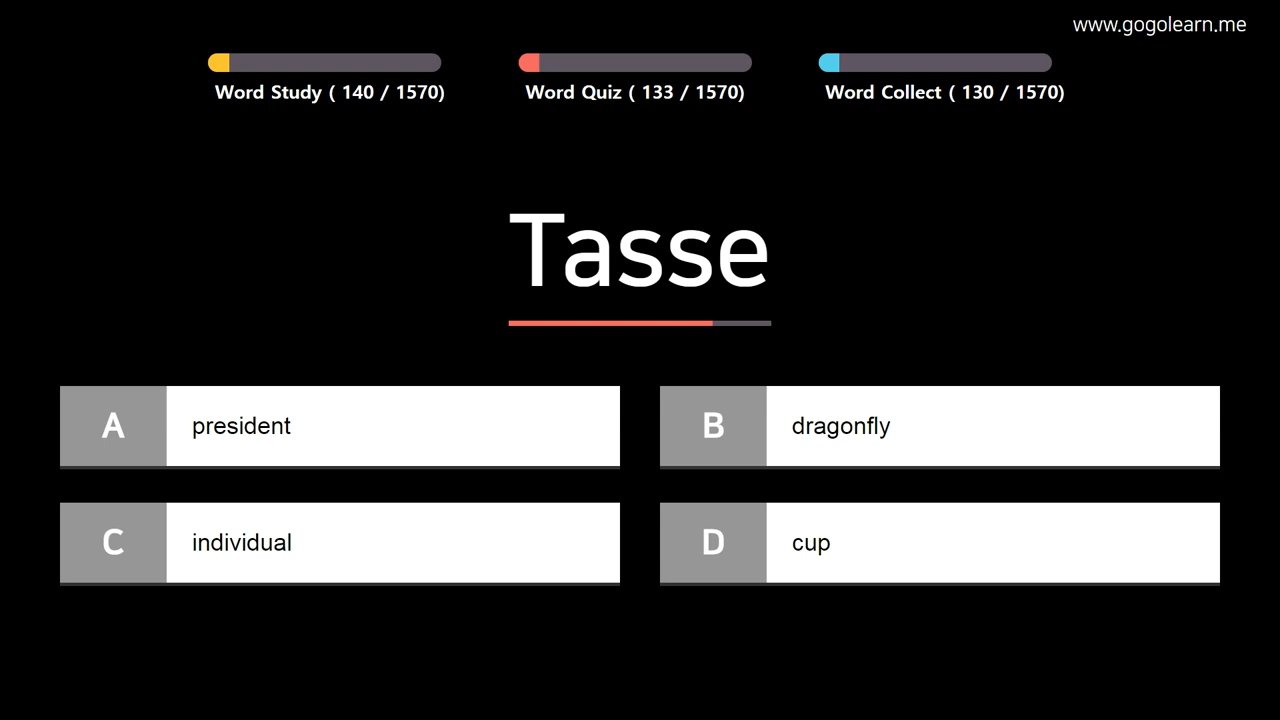 www.gogolearn.me
Word Study ( 140 / 1570)
Word Quiz ( 133 / 1570)
Word Collect ( 130 / 1570)
Tasse
A president
B dragonfly
C individual
D cup